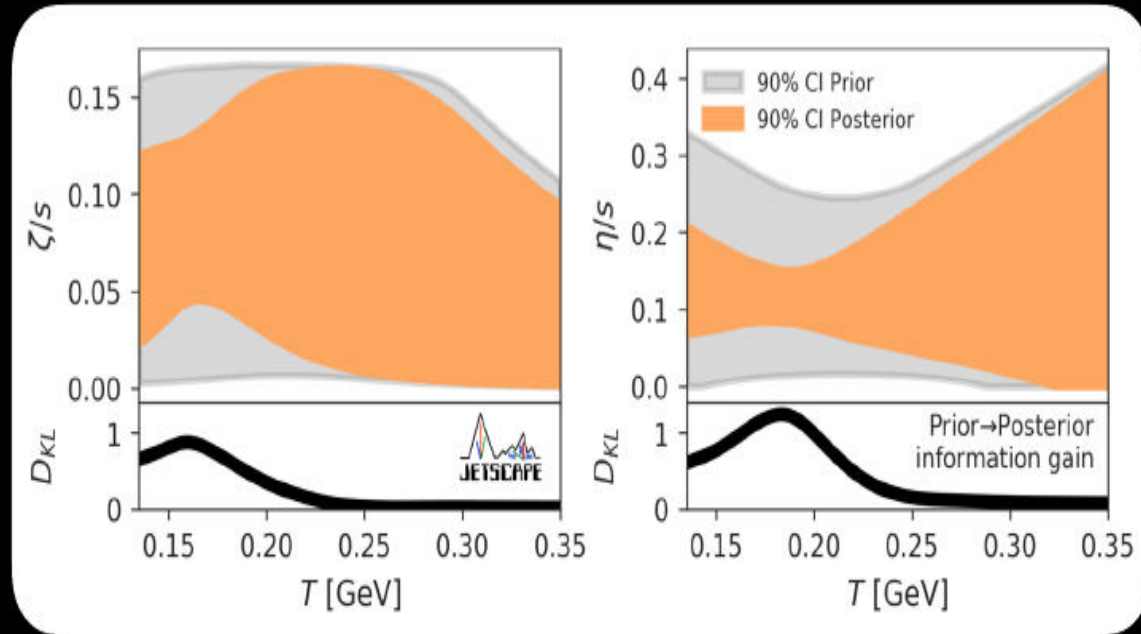 ζ/s
0.15
0.10
0.05
0.00
D_KL
1
0
JETSCAPE
0.15 0.20 0.25 0.30 0.35
T [GeV]
η/s
0.4
0.3
0.2
0.1
0.0
90% CI Prior
90% CI Posterior
D_KL
1
0
Prior→Posterior
information gain
0.15 0.20 0.25 0.30 0.35
T [GeV]